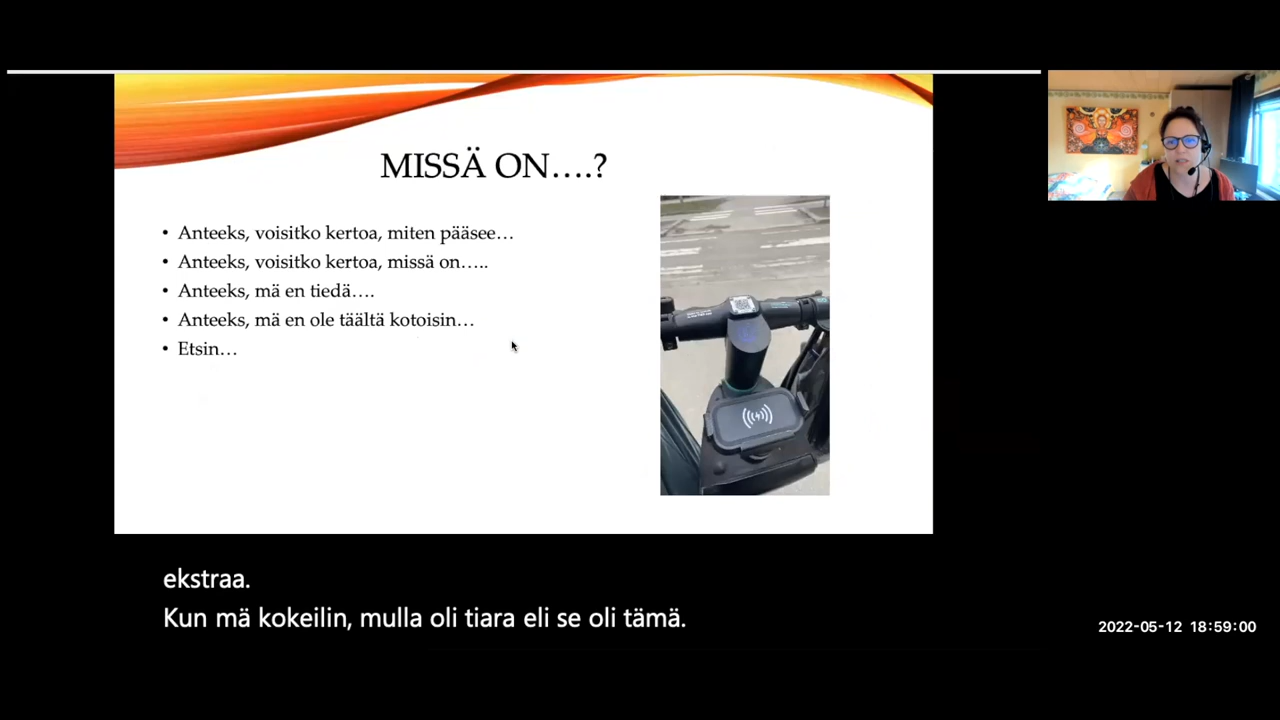 MISSÄ ON….?
• Anteeks, voisitko kertoa, miten pääsee…
• Anteeks, voisitko kertoa, missä on…..
• Anteeks, mä en tiedä….
• Anteeks, mä en ole täältä kotoisin…
• Etsin…
ekstraa.
Kun mä kokeilin, mulla oli tiara eli se oli tämä.
2022-05-12 18:59:00